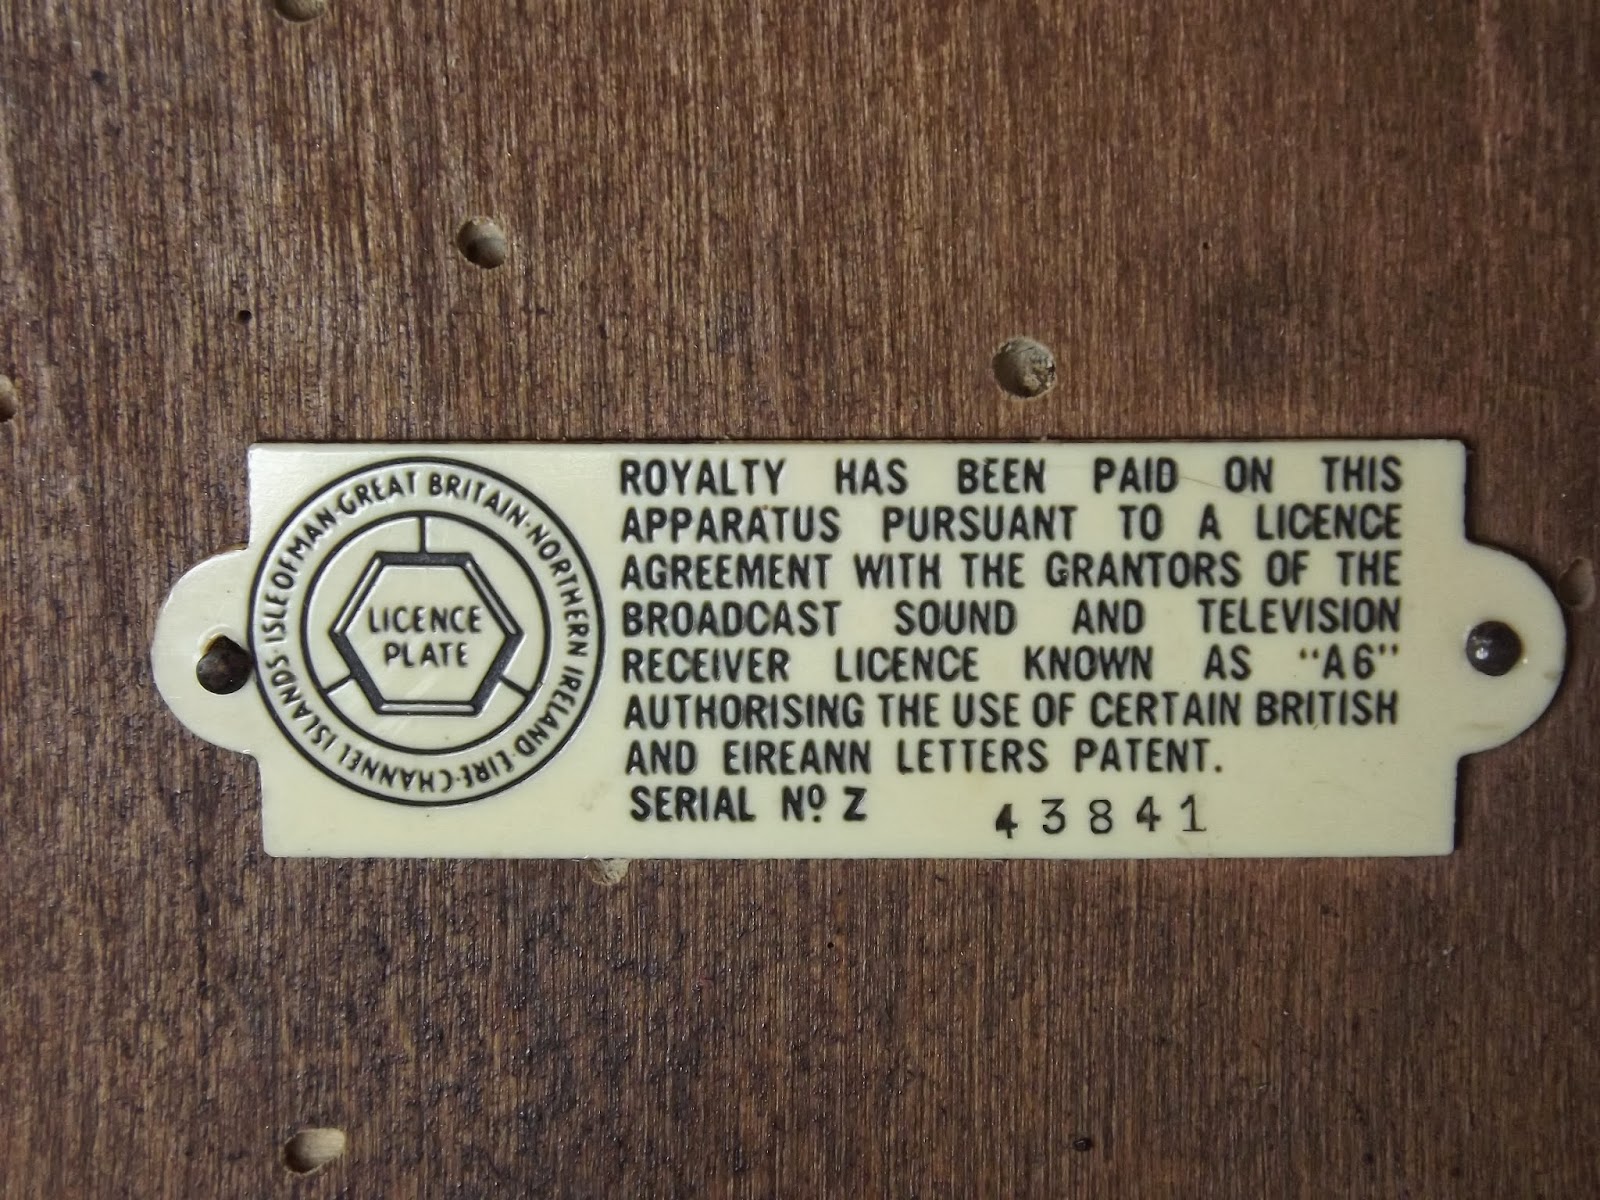 ISLE OF MAN · GREAT BRITAIN · NORTHERN IRELAND · EIRE · CHANNEL ISLANDS ·
LICENCE
PLATE
ROYALTY HAS BEEN PAID ON THIS
APPARATUS PURSUANT TO A LICENCE
AGREEMENT WITH THE GRANTORS OF THE
BROADCAST SOUND AND TELEVISION
RECEIVER LICENCE KNOWN AS "A6"
AUTHORISING THE USE OF CERTAIN BRITISH
AND EIREANN LETTERS PATENT.
SERIAL Nº Z 43841